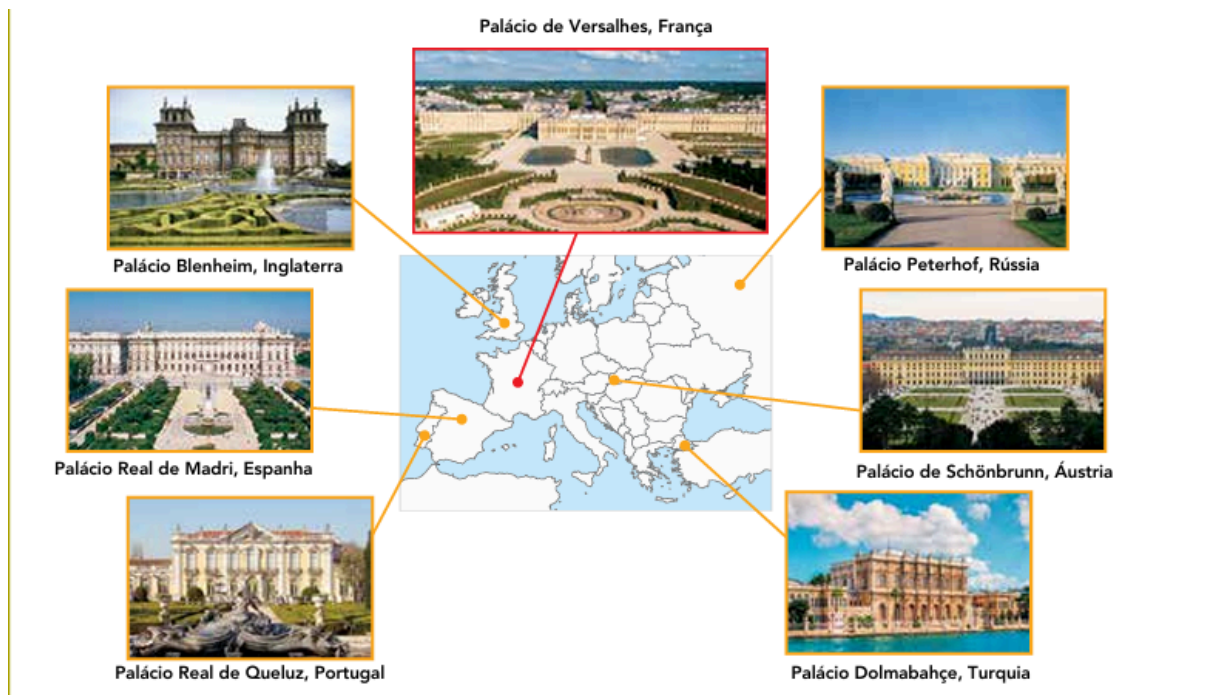 Palácio de Versalhes, França
Palácio Blenheim, Inglaterra
Palácio Peterhof, Rússia
Palácio Real de Madri, Espanha
Palácio de Schönbrunn, Áustria
Palácio Real de Queluz, Portugal
Palácio Dolmabahçe, Turquia